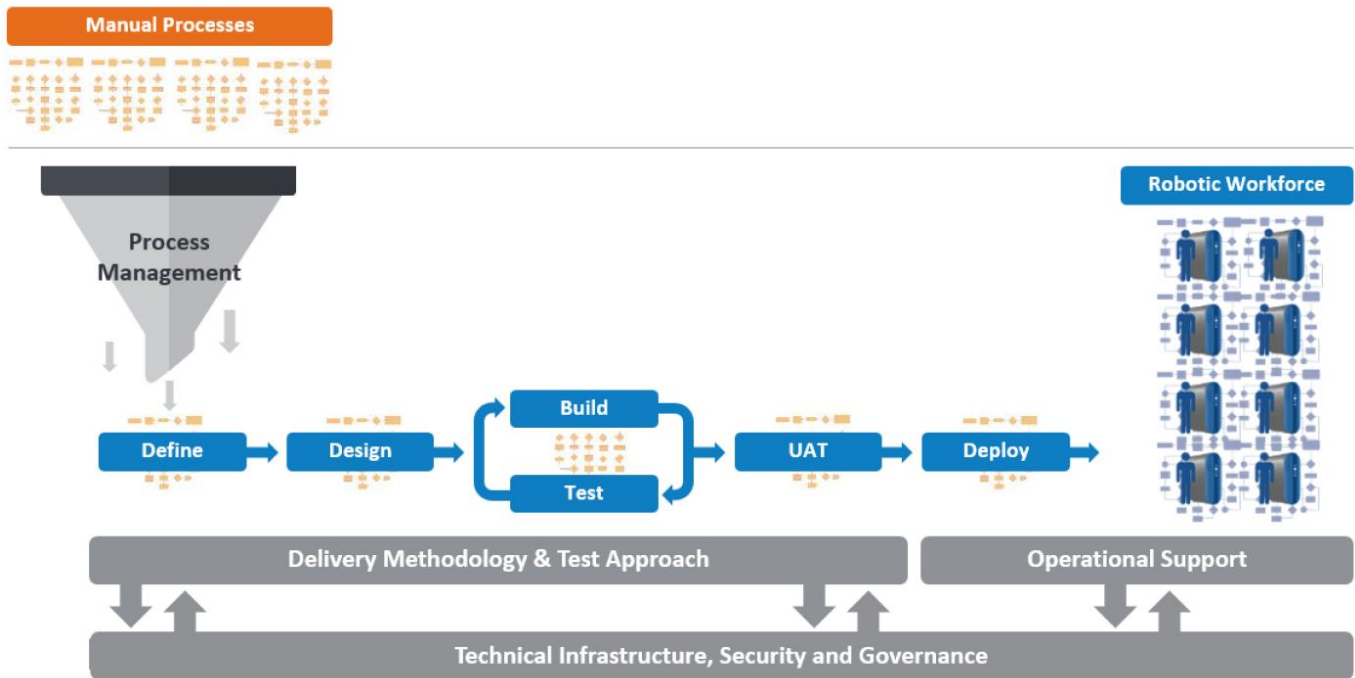 Manual Processes
Robotic Workforce
Process
Management
Define
Design
Build
Test
UAT
Deploy
Delivery Methodology & Test Approach
Operational Support
Technical Infrastructure, Security and Governance